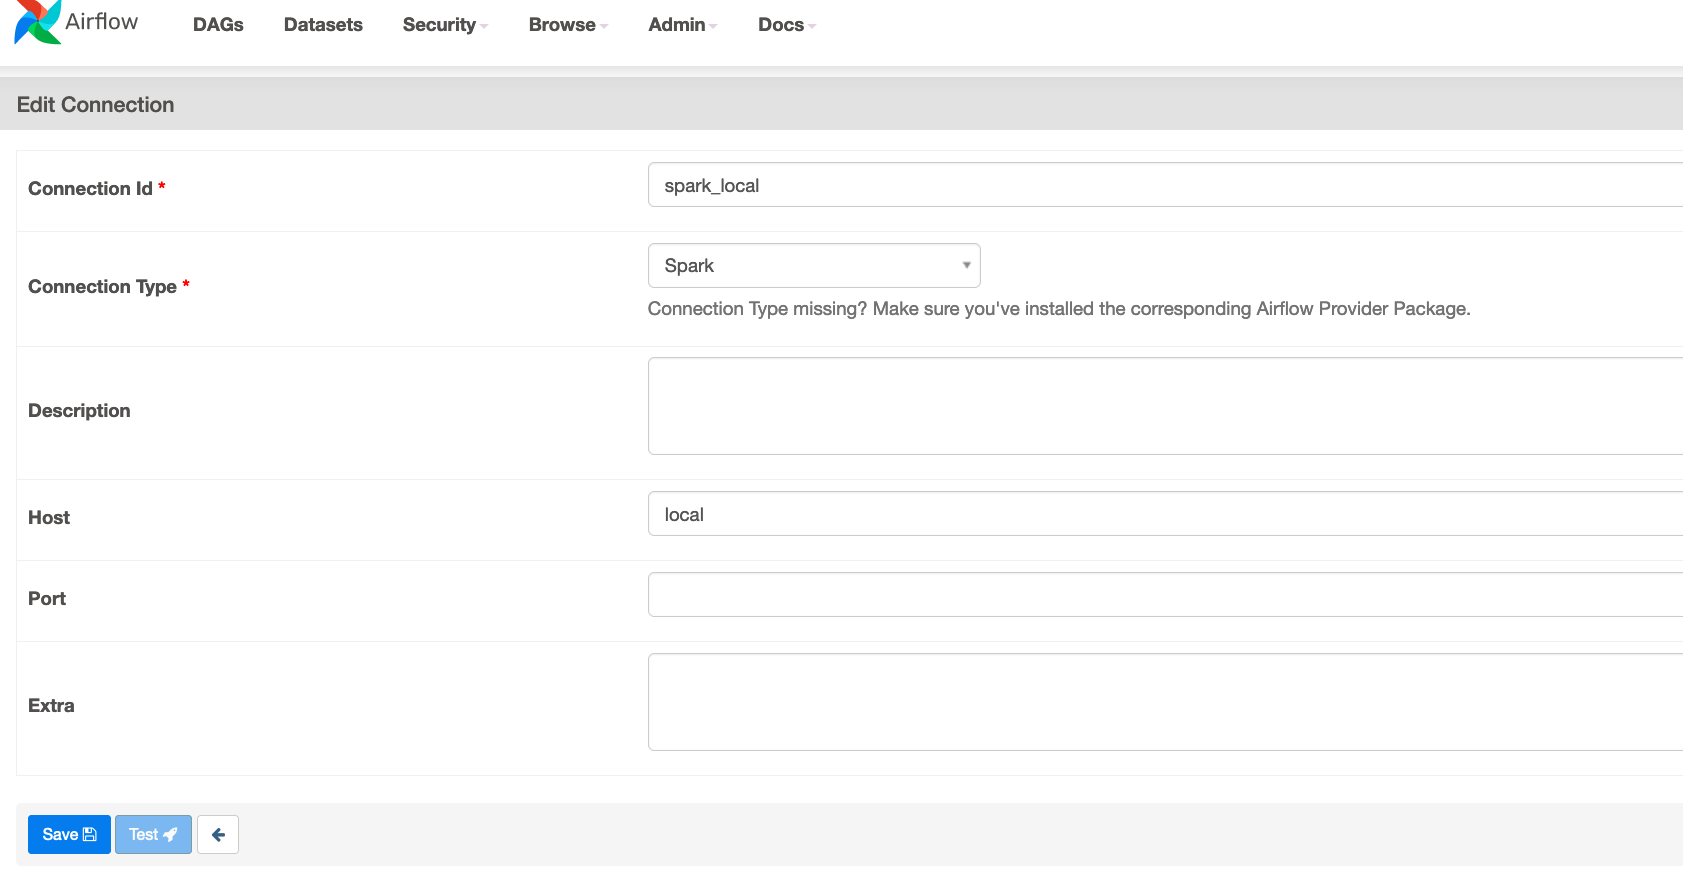 Airflow DAGs Datasets Security Browse Admin Docs
Edit Connection
Connection Id * spark_local
Connection Type * Spark
Connection Type missing? Make sure you've installed the corresponding Airflow Provider Package.
Description
Host local
Port
Extra
Save Test